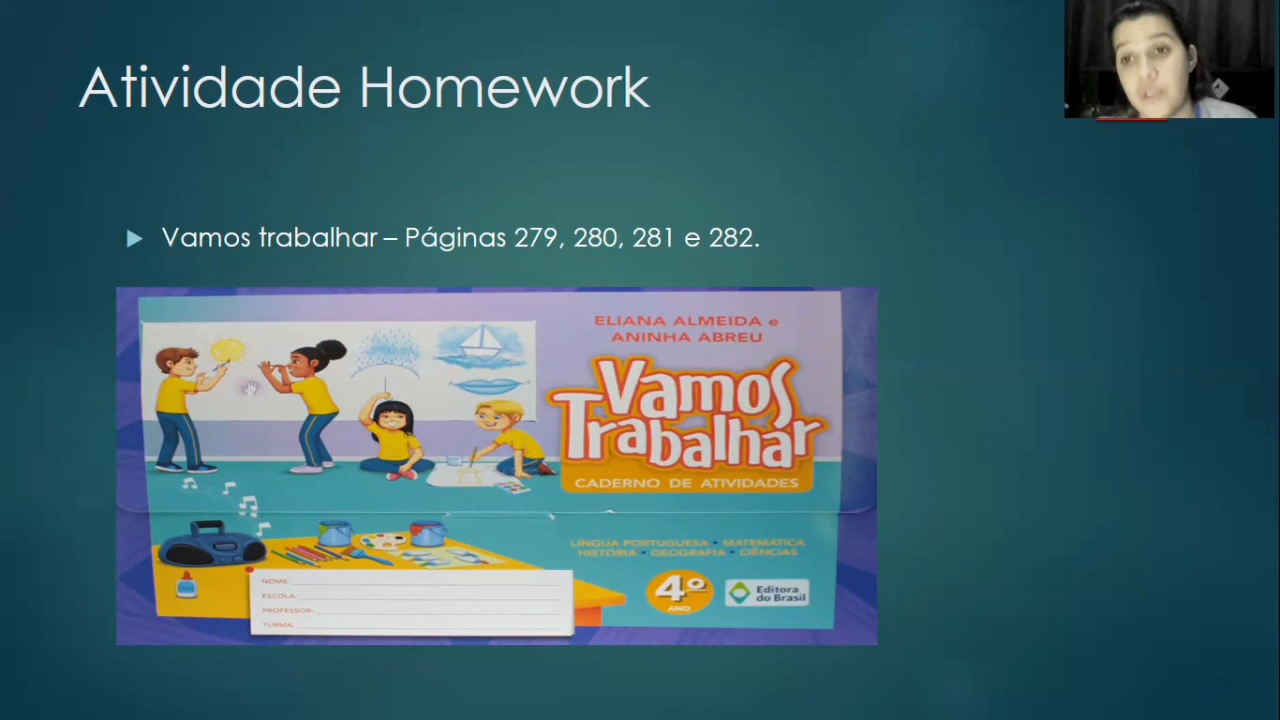 Atividade Homework
Vamos trabalhar – Páginas 279, 280, 281 e 282.
ELIANA ALMEIDA e
ANINHA ABREU
Vamos
Trabalhar
CADERNO DE ATIVIDADES
LÍNGUA PORTUGUESA • MATEMÁTICA
HISTÓRIA • GEOGRAFIA • CIÊNCIAS
4º
ANO
Editora
do Brasil
NOME:
ESCOLA:
PROFESSOR:
TURMA: